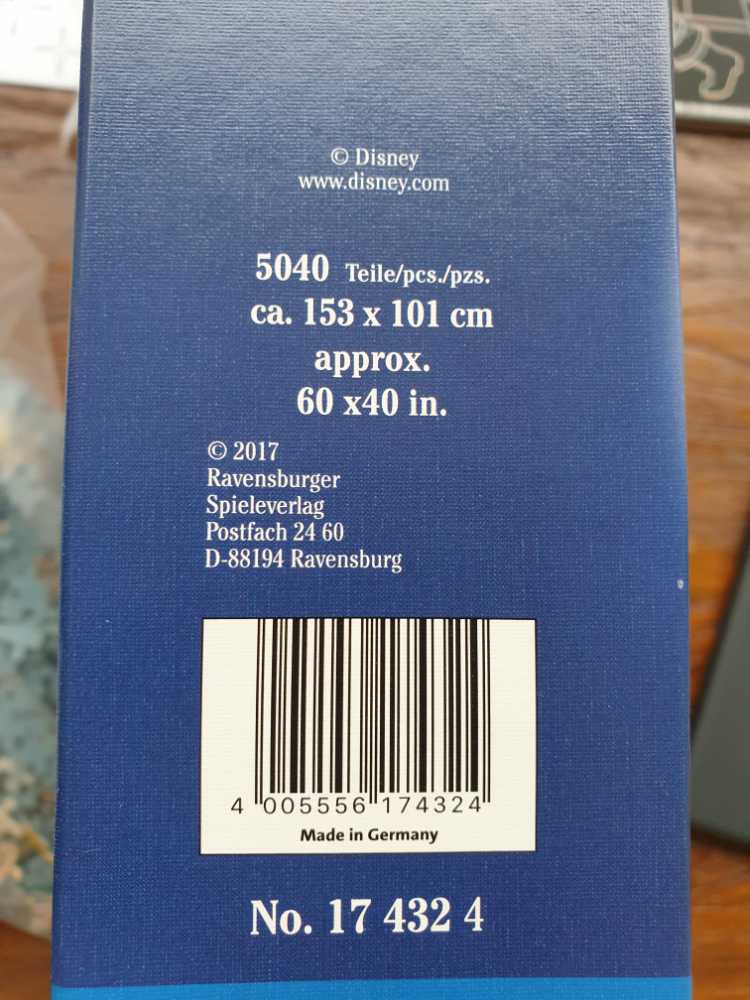 © Disney
www.disney.com
5040 Teile/pcs./pzs.
ca. 153 x 101 cm
approx.
60 x40 in.
© 2017
Ravensburger
Spieleverlag
Postfach 24 60
D-88194 Ravensburg
4 005556 174324
Made in Germany
No. 17 432 4